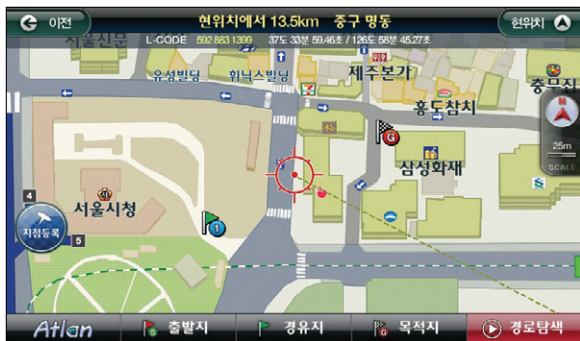 이전
현위치에서 13.5km 중구 명동
현위치
L-CODE 592 883 1399 37도 33분 59.46초 / 126도 58분 45.27초
서울신문
유성빌딩
휘닉스빌딩
제주본가
충무집
홍도참치
G
25m
SCALE
삼성화재
서울시청
4
지점등록
1
5
Atlan
S 출발지
경유지
G 목적지
경로탐색